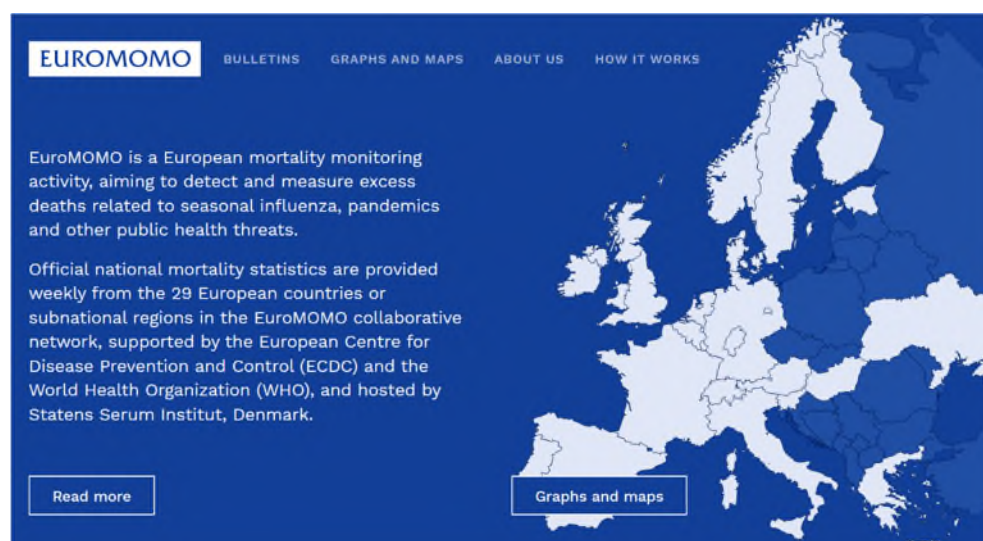 EUROMOMO BULLETINS GRAPHS AND MAPS ABOUT US HOW IT WORKS
EuroMOMO is a European mortality monitoring
activity, aiming to detect and measure excess
deaths related to seasonal influenza, pandemics
and other public health threats.
Official national mortality statistics are provided
weekly from the 29 European countries or
subnational regions in the EuroMOMO collaborative
network, supported by the European Centre for
Disease Prevention and Control (ECDC) and the
World Health Organization (WHO), and hosted by
Statens Serum Institut, Denmark.
Read more Graphs and maps